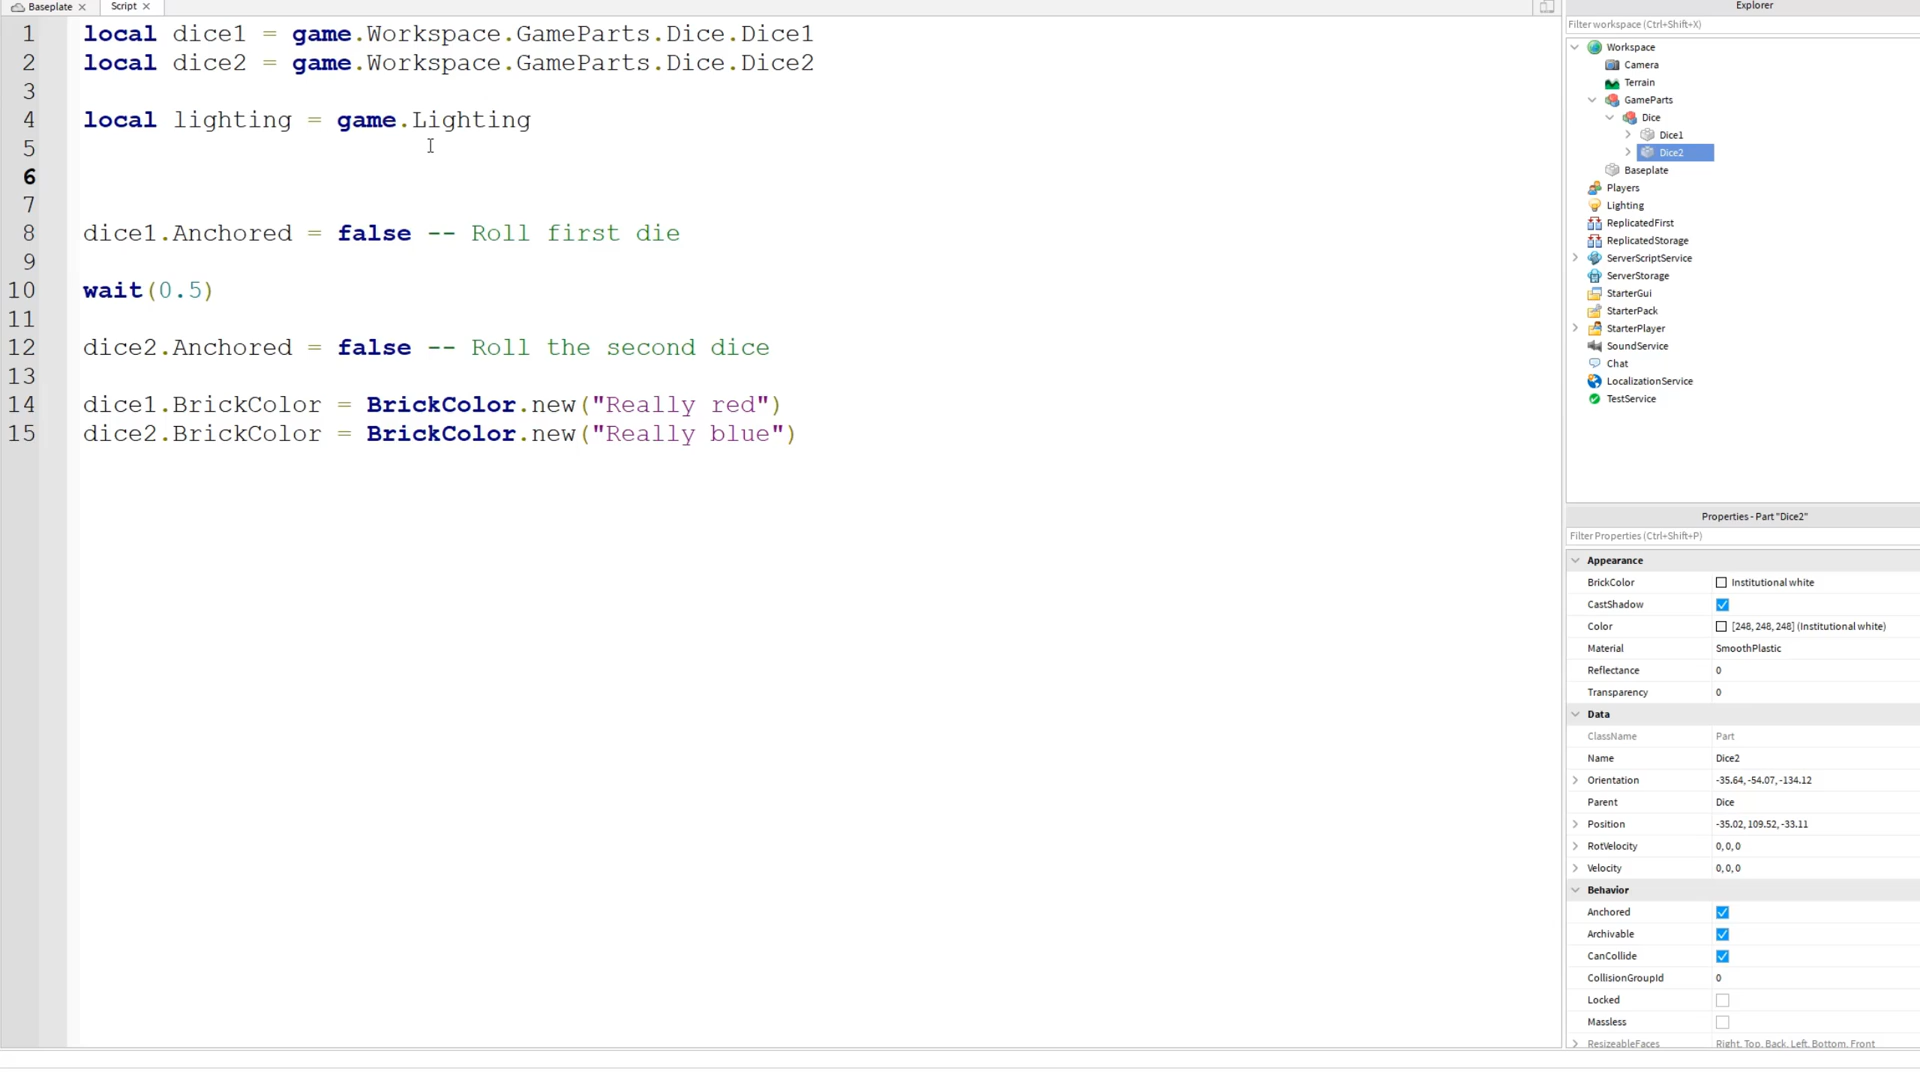 Baseplate
Script
1 local dice1 = game.Workspace.GameParts.Dice.Dice1
2 local dice2 = game.Workspace.GameParts.Dice.Dice2
3
4 local lighting = game.Lighting
5
6
7
8 dice1.Anchored = false -- Roll first die
9
10 wait(0.5)
11
12 dice2.Anchored = false -- Roll the second dice
13
14 dice1.BrickColor = BrickColor.new("Really red")
15 dice2.BrickColor = BrickColor.new("Really blue")
Explorer
Filter workspace (Ctrl+Shift+X)
Workspace
Camera
Terrain
GameParts
Dice
Dice1
Dice2
Baseplate
Players
Lighting
ReplicatedFirst
ReplicatedStorage
ServerScriptService
ServerStorage
StarterGui
StarterPack
StarterPlayer
SoundService
Chat
LocalizationService
TestService
Properties - Part "Dice2"
Filter Properties (Ctrl+Shift+P)
Appearance
BrickColor Institutional white
CastShadow
Color [248, 248, 248] (Institutional white)
Material SmoothPlastic
Reflectance 0
Transparency 0
Data
ClassName Part
Name Dice2
Orientation -35.64, -54.07, -134.12
Parent Dice
Position -35.02, 109.52, -33.11
RotVelocity 0, 0, 0
Velocity 0, 0, 0
Behavior
Anchored
Archivable
CanCollide
CollisionGroupId 0
Locked
Massless
ResizeableFaces Right, Top, Back, Left, Bottom, Front